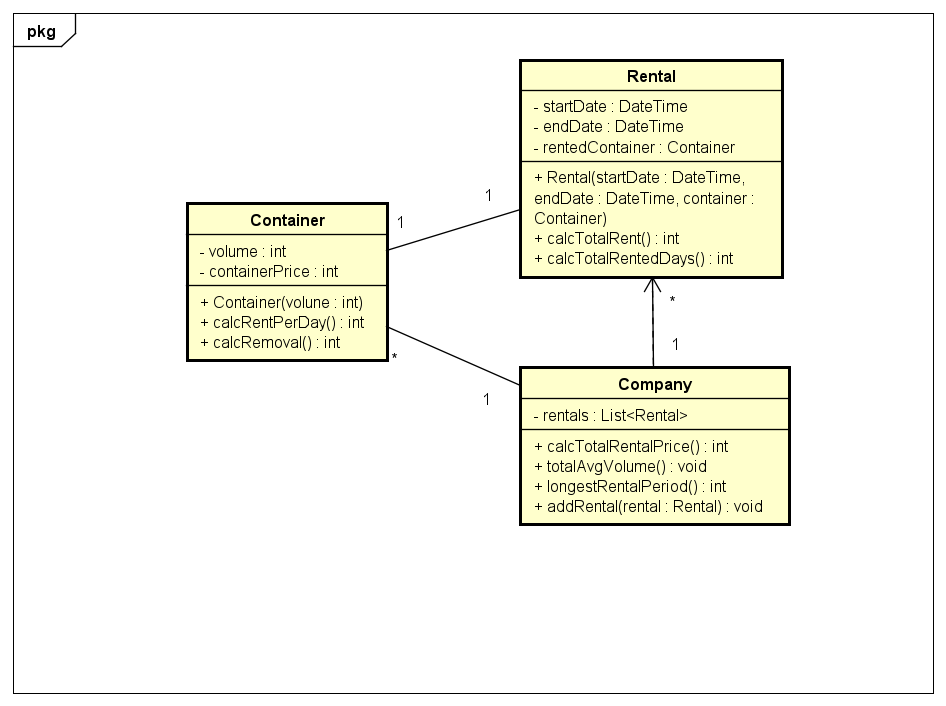 pkg
Rental
- startDate : DateTime
- endDate : DateTime
- rentedContainer : Container
+ Rental(startDate : DateTime,
endDate : DateTime, container :
Container)
+ calcTotalRent() : int
+ calcTotalRentedDays() : int
1
1
Container
- volume : int
- containerPrice : int
+ Container(volune : int)
+ calcRentPerDay() : int
+ calcRemoval() : int
*
1
*
1
Company
- rentals : List<Rental>
+ calcTotalRentalPrice() : int
+ totalAvgVolume() : void
+ longestRentalPeriod() : int
+ addRental(rental : Rental) : void